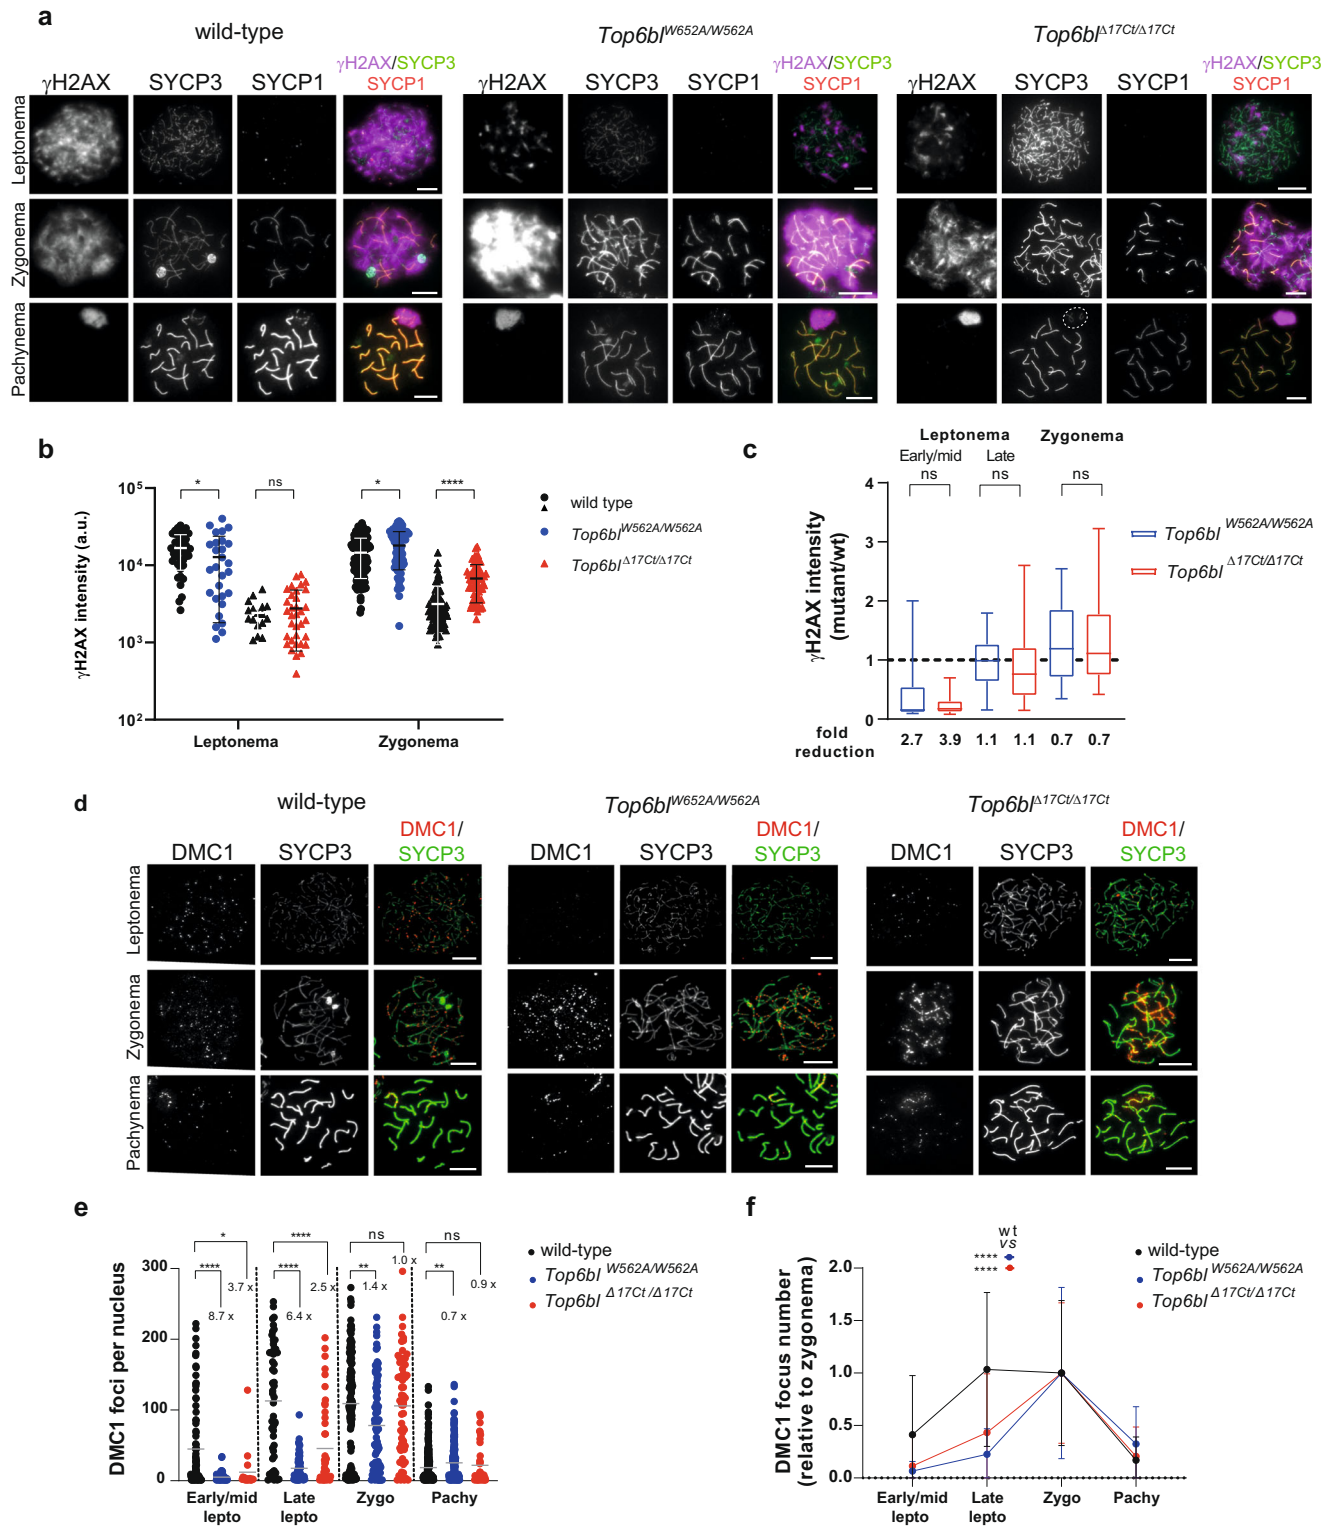 a
wild-type
Top6bl^W652A/W562A
Top6bl^Δ17Ct/Δ17Ct
γH2AX SYCP3 SYCP1 γH2AX/SYCP3 SYCP1
γH2AX SYCP3 SYCP1 γH2AX/SYCP3 SYCP1
γH2AX SYCP3 SYCP1 γH2AX/SYCP3 SYCP1
Leptonema
Zygonema
Pachynema
b
γH2AX intensity (a.u.)
10^5
10^4
10^3
10^2
* ns * ****
Leptonema Zygonema
wild type
Top6bl^W562A/W562A
Top6bl^Δ17Ct/Δ17Ct
c
Leptonema Zygonema
Early/mid Late
ns ns ns
γH2AX intensity
(mutant/wt)
4
3
2
1
0
fold
reduction
2.7 3.9 1.1 1.1 0.7 0.7
Top6bl^W562A/W562A
Top6bl^Δ17Ct/Δ17Ct
d
wild-type
Top6bl^W652A/W562A
Top6bl^Δ17Ct/Δ17Ct
DMC1 SYCP3 DMC1/ SYCP3
DMC1 SYCP3 DMC1/ SYCP3
DMC1 SYCP3 DMC1/ SYCP3
Leptonema
Zygonema
Pachynema
e
DMC1 foci per nucleus
300
200
100
0
* **** ns ns
**** 3.7 x **** 2.5 x ** 1.0 x ** 0.9 x
8.7 x 6.4 x 1.4 x 0.7 x
Early/mid
lepto
Late
lepto
Zygo
Pachy
wild-type
Top6bl^W562A/W562A
Top6bl^Δ17Ct/Δ17Ct
f
DMC1 focus number
(relative to zygonema)
wt
vs
****
****
2.0
1.5
1.0
0.5
0.0
Early/mid
lepto
Late
lepto
Zygo
Pachy
wild-type
Top6bl^W562A/W562A
Top6bl^Δ17Ct/Δ17Ct